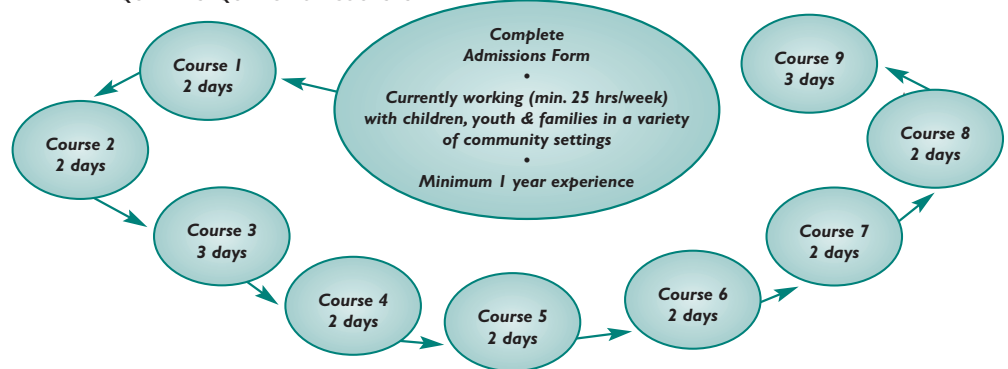 Complete
Admissions Form
•
Currently working (min. 25 hrs/week)
with children, youth & families in a variety
of community settings
•
Minimum 1 year experience
Course 1
2 days
Course 2
2 days
Course 3
3 days
Course 4
2 days
Course 5
2 days
Course 6
2 days
Course 7
2 days
Course 8
2 days
Course 9
3 days